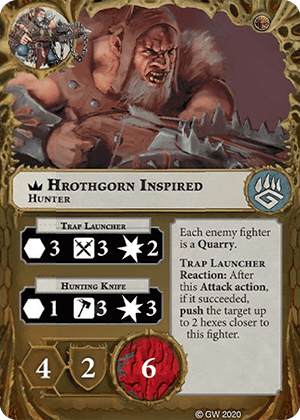 Hrothgorn Inspired
Hunter
Trap Launcher
3 3 2
Hunting Knife
1 3 3
Each enemy fighter
is a Quarry.
Trap Launcher
Reaction: After
this Attack action,
if it succeeded,
push the target up
to 2 hexes closer to
this fighter.
4 2 6
© GW 2020